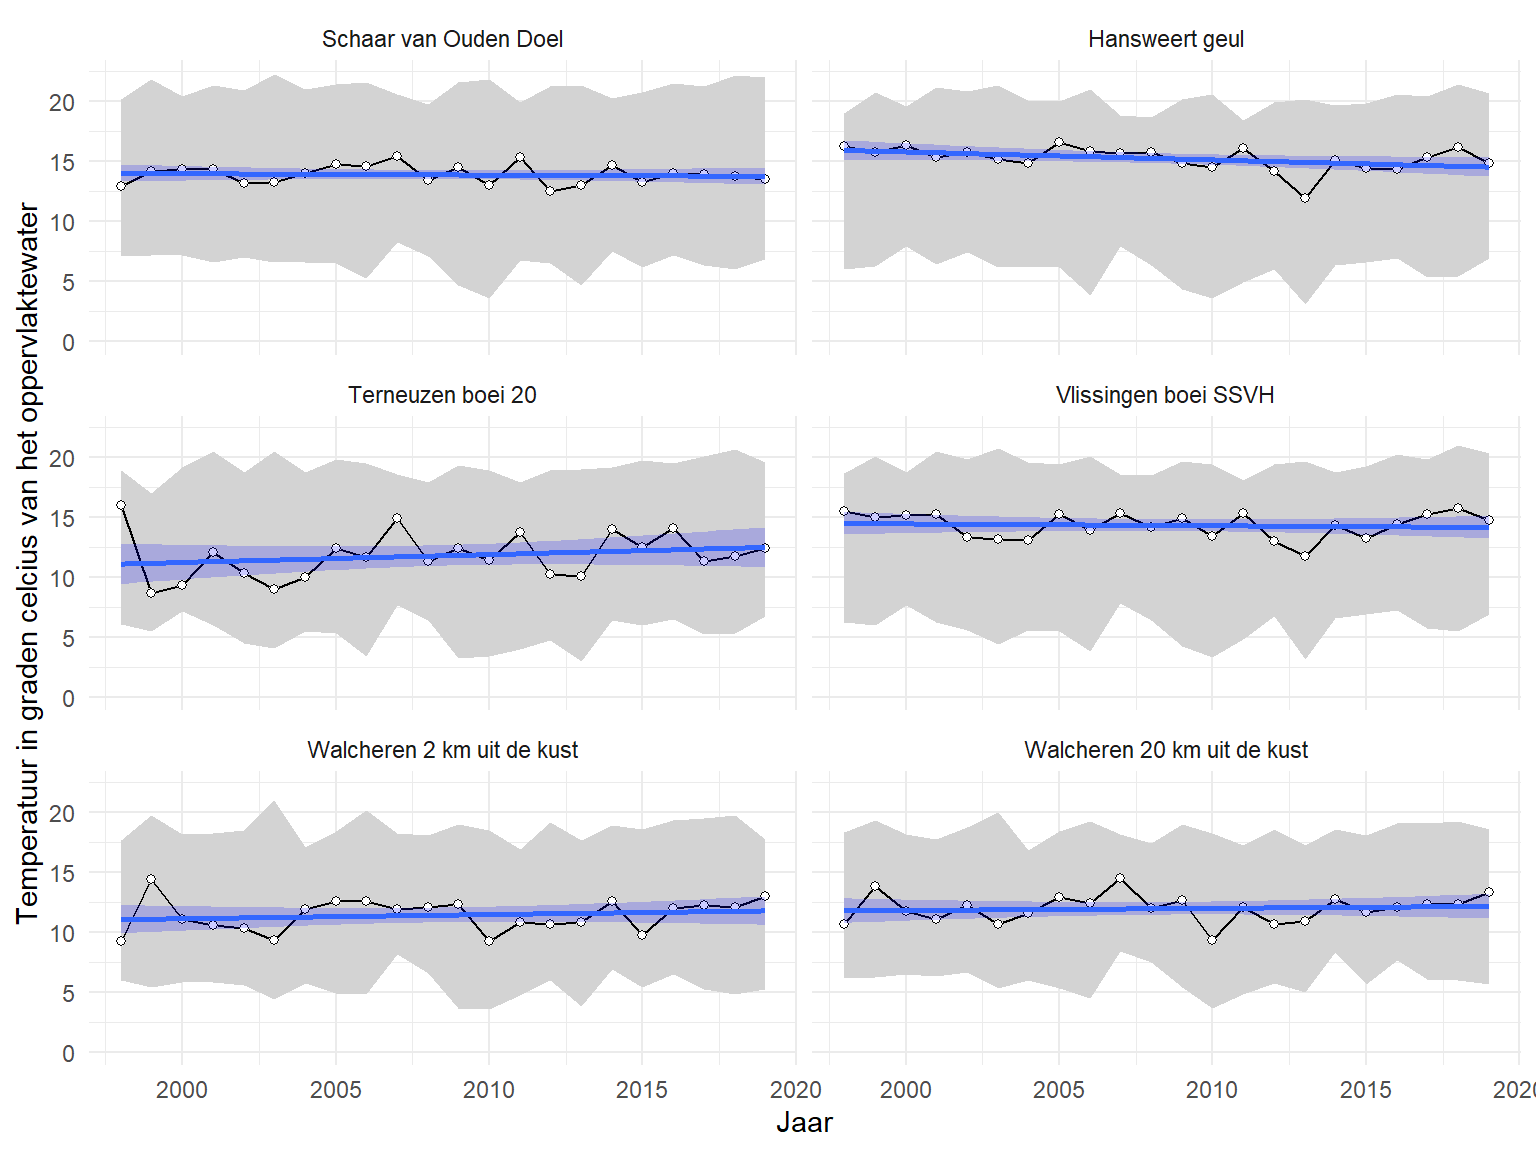 Temperatuur in graden celcius van het oppervlaktewater
Schaar van Ouden Doel
Hansweert geul
20
15
10
5
0
Terneuzen boei 20
Vlissingen boei SSVH
20
15
10
5
0
Walcheren 2 km uit de kust
Walcheren 20 km uit de kust
20
15
10
5
0
2000 2005 2010 2015 2020 2000 2005 2010 2015 2020
Jaar